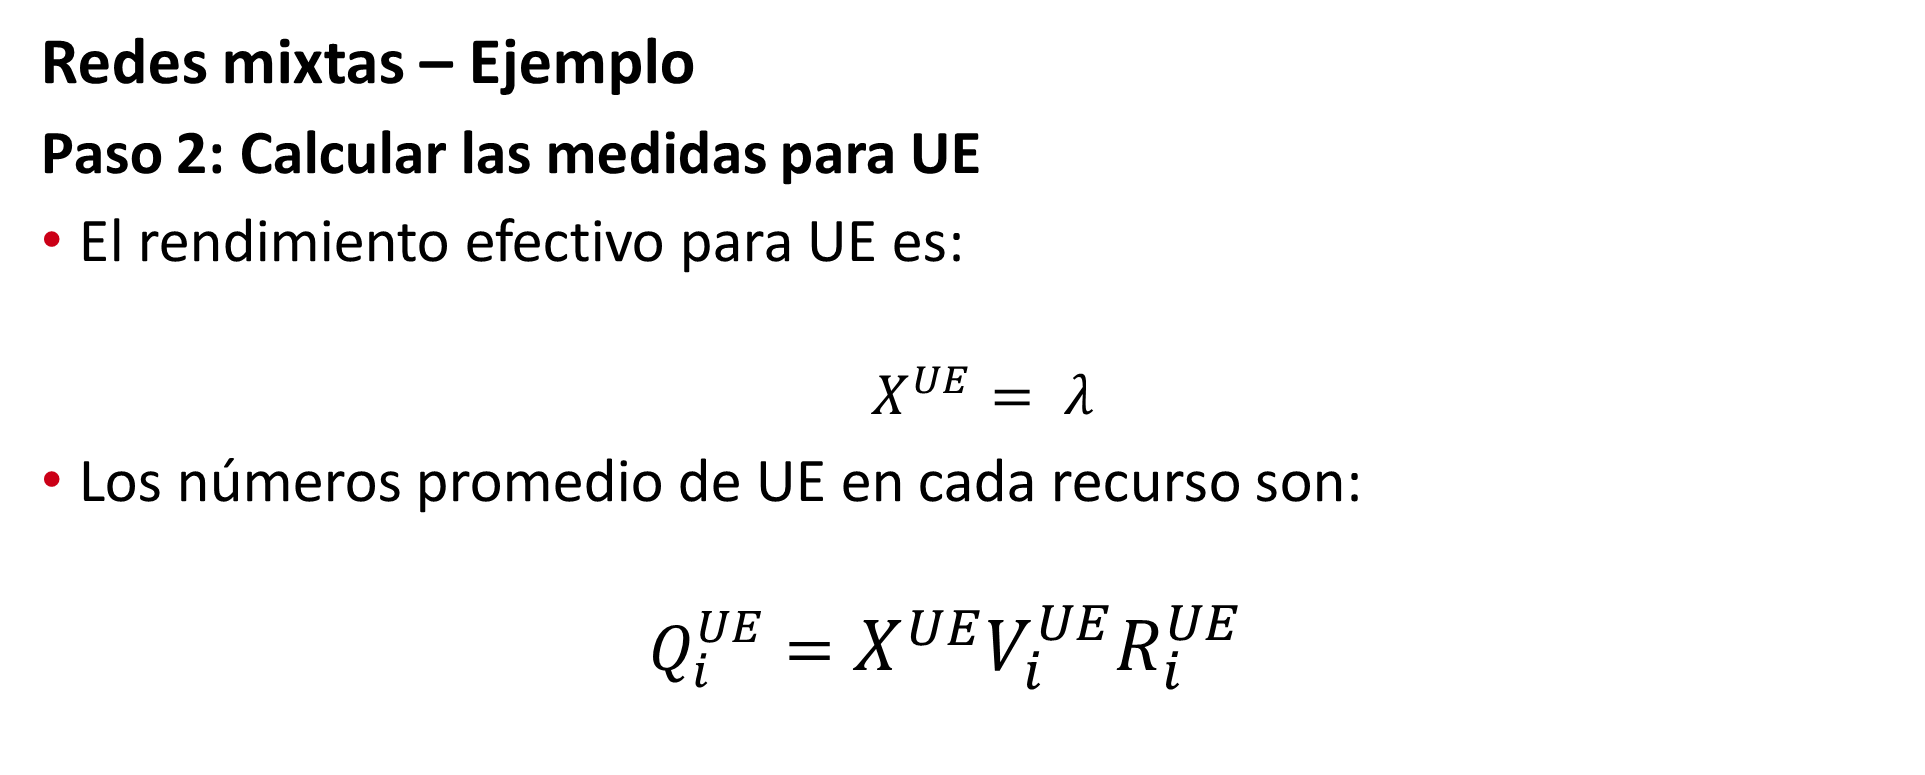 Redes mixtas – Ejemplo
Paso 2: Calcular las medidas para UE
• El rendimiento efectivo para UE es:
X^{UE} = λ
• Los números promedio de UE en cada recurso son:
Q_i^{UE} = X^{UE} V_i^{UE} R_i^{UE}